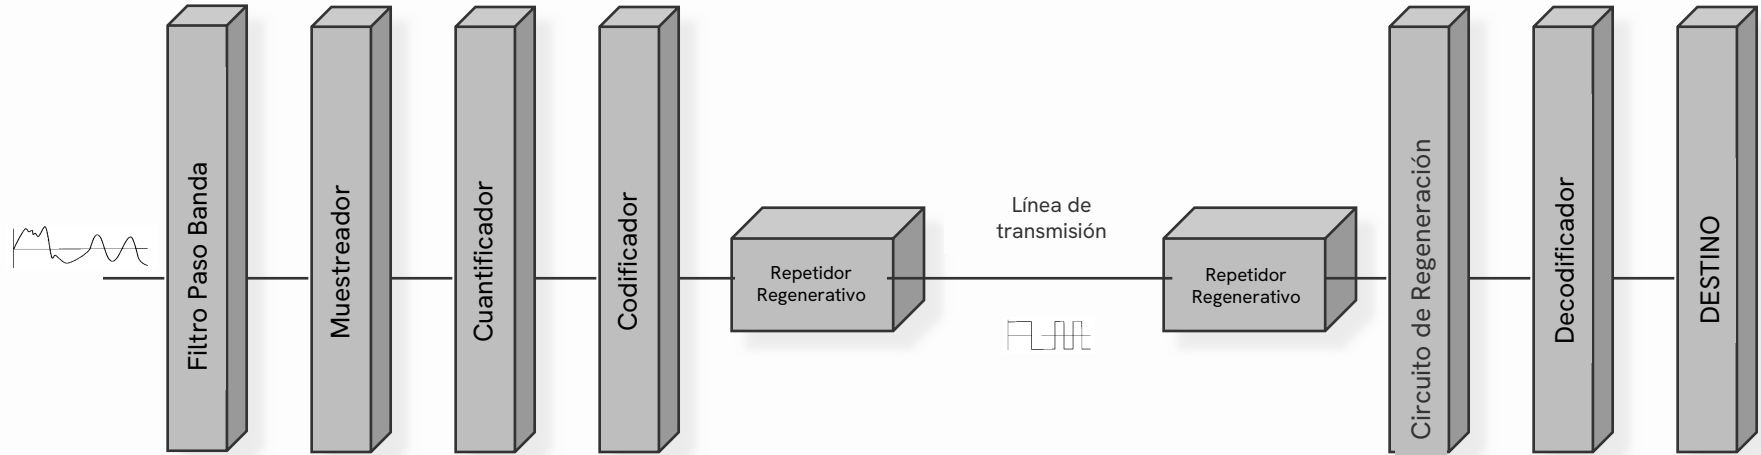 Filtro Paso Banda
Muestreador
Cuantificador
Codificador
Repetidor
Regenerativo
Línea de
transmisión
Repetidor
Regenerativo
Circuito de Regeneración
Decodificador
DESTINO